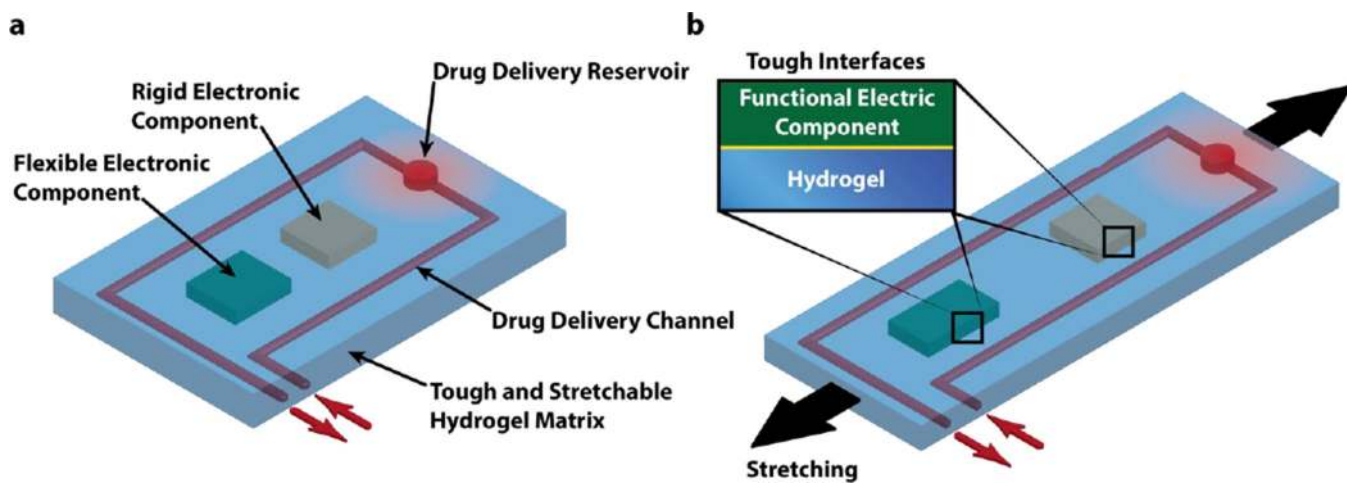 a
Drug Delivery Reservoir
Rigid Electronic
Component
Flexible Electronic
Component
Drug Delivery Channel
Tough and Stretchable
Hydrogel Matrix
b
Tough Interfaces
Functional Electric
Component
Hydrogel
Stretching